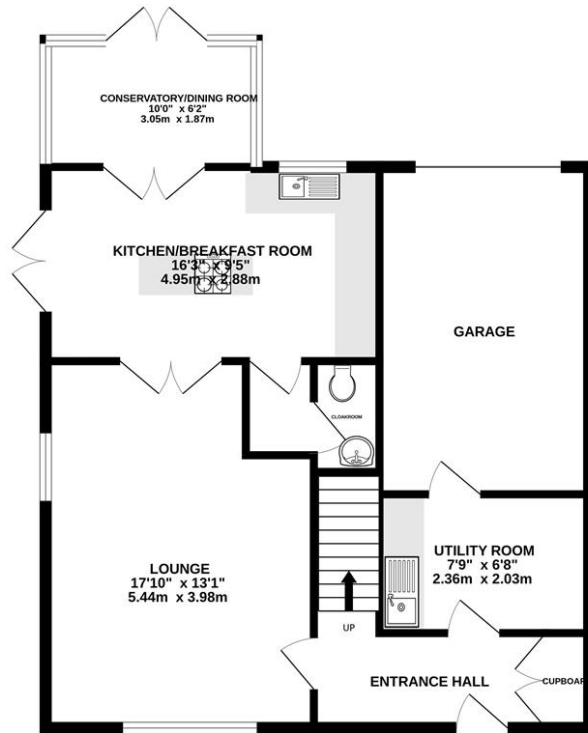 CONSERVATORY/DINING ROOM
10'0" x 6'2"
3.05m x 1.87m
KITCHEN/BREAKFAST ROOM
16'3" x 9'5"
4.95m x 2.88m
GARAGE
CLOAKROOM
LOUNGE
17'10" x 13'1"
5.44m x 3.98m
UTILITY ROOM
7'9" x 6'8"
2.36m x 2.03m
UP
ENTRANCE HALL
CUPBOAR